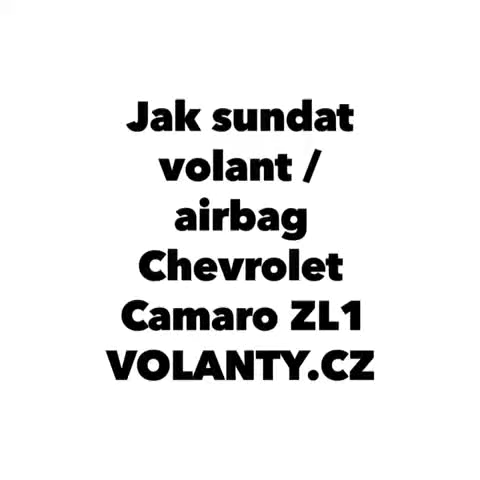 Jak sundat
volant /
airbag
Chevrolet
Camaro ZL1
VOLANTY.CZ